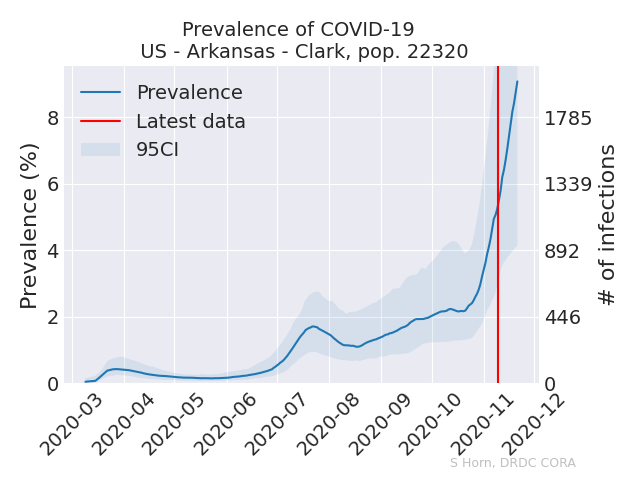 Prevalence of COVID-19
US - Arkansas - Clark, pop. 22320
Prevalence
Latest data
95CI
Prevalence (%)
8
6
4
2
0
1785
1339
892
446
0
# of infections
2020-03
2020-04
2020-05
2020-06
2020-07
2020-08
2020-09
2020-10
2020-11
2020-12
S Horn, DRDC CORA